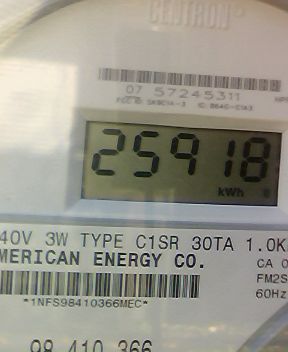 CENTRON
07 57245311
25918
kWh
40V 3W TYPE C1SR 30TA 1.0K
MERICAN ENERGY CO.
CA 0
FM2S
*1NFS98410366MEC*
60Hz
98 410 366